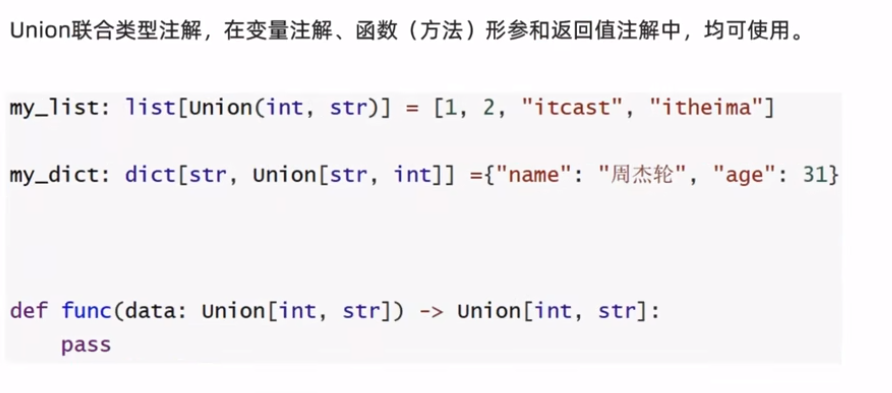 Union联合类型注解，在变量注解、函数（方法）形参和返回值注解中，均可使用。
my_list: list[Union(int, str)] = [1, 2, "itcast", "itheima"]
my_dict: dict[str, Union[str, int]] ={"name": "周杰轮", "age": 31}
def func(data: Union[int, str]) -> Union[int, str]:
    pass